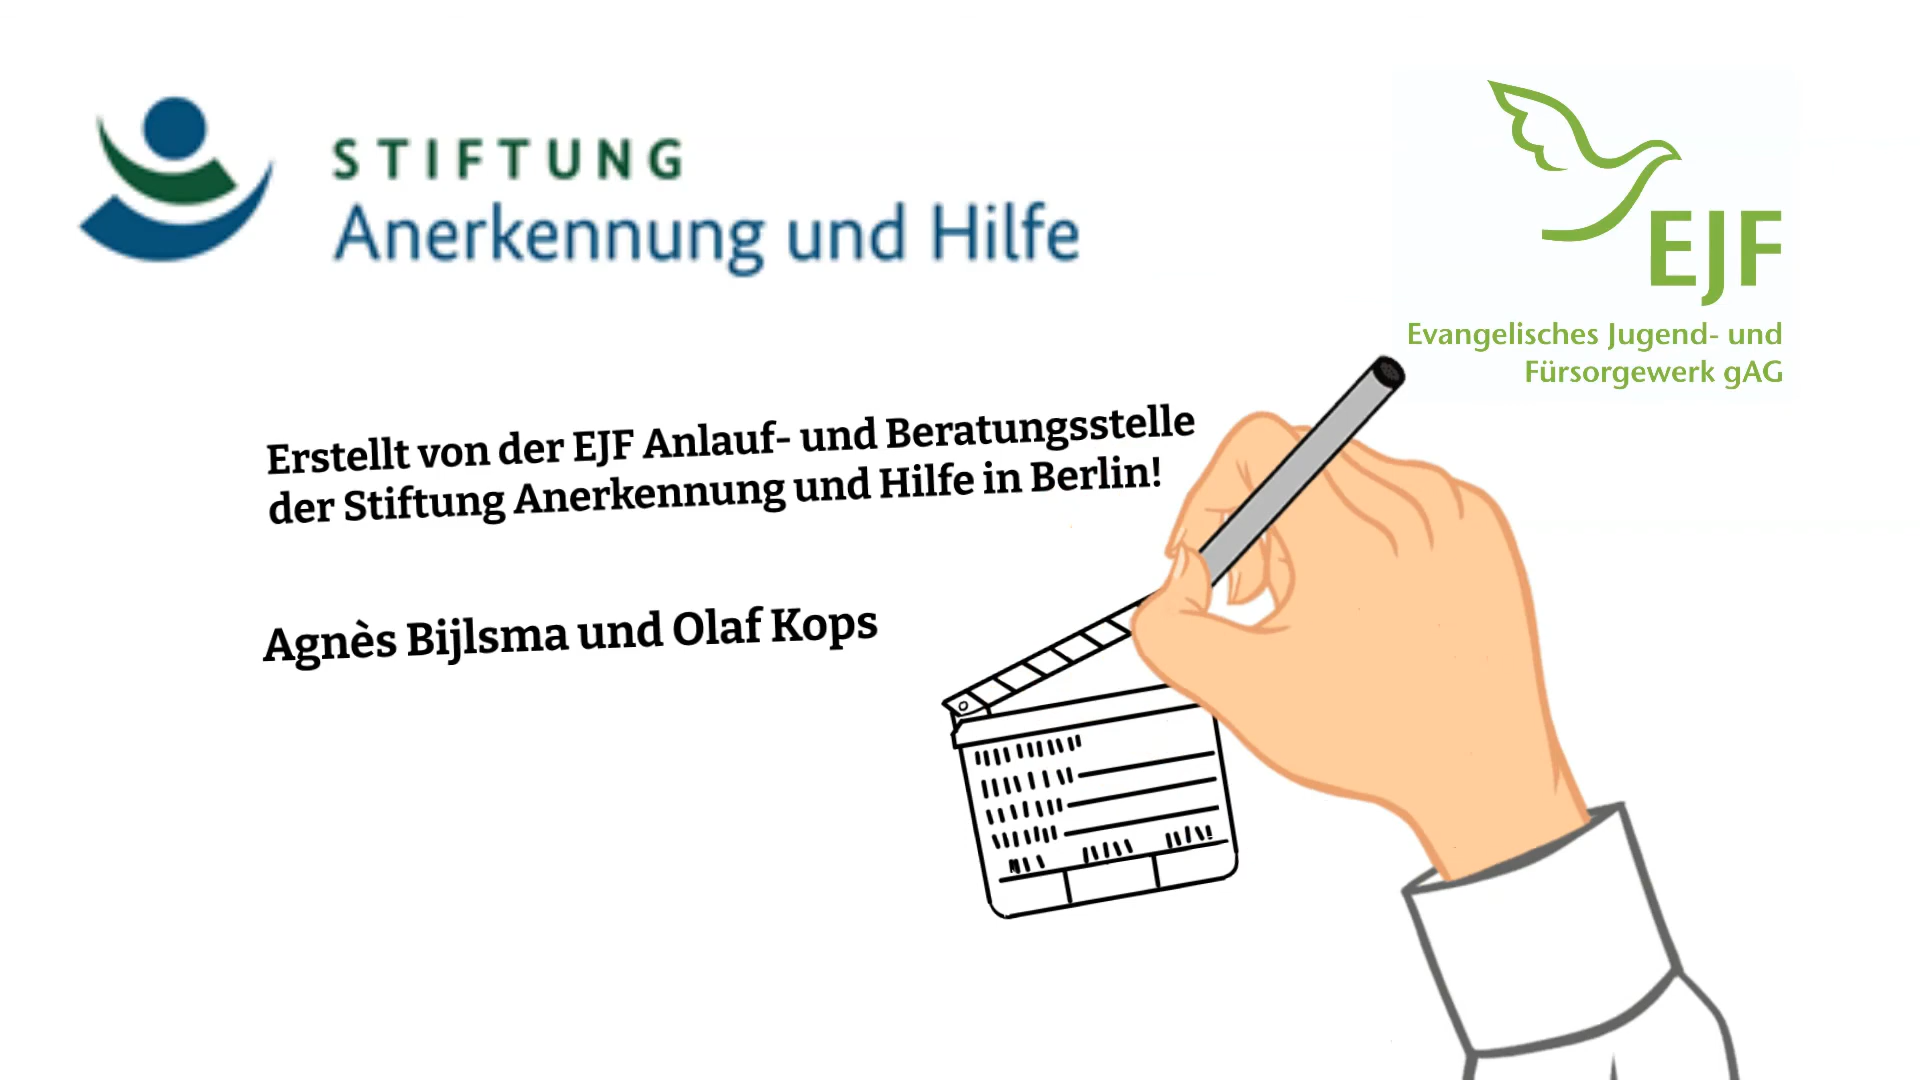 STIFTUNG
Anerkennung und Hilfe
EJF
Evangelisches Jugend- und
Fürsorgewerk gAG
Erstellt von der EJF Anlauf- und Beratungsstelle
der Stiftung Anerkennung und Hilfe in Berlin!
Agnès Bijlsma und Olaf Kops